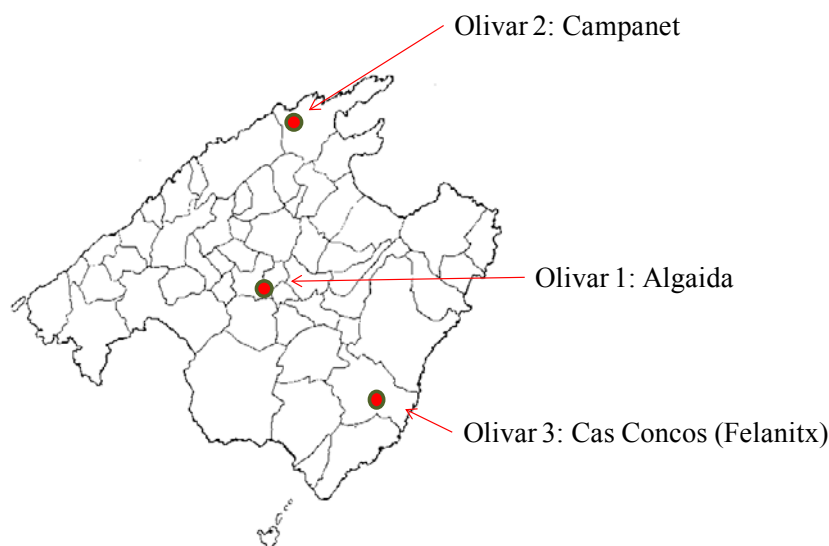 Olivar 2: Campanet
Olivar 1: Algaida
Olivar 3: Cas Concos (Felanitx)